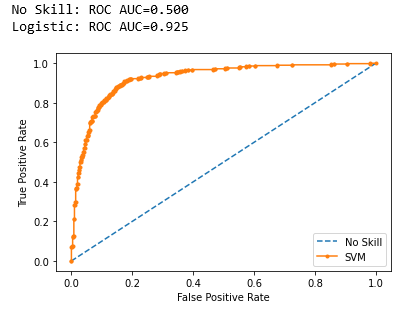 No Skill: ROC AUC=0.500
Logistic: ROC AUC=0.925
1.0
0.8
0.6
0.4
0.2
0.0
True Positive Rate
No Skill
SVM
0.0 0.2 0.4 0.6 0.8 1.0
False Positive Rate